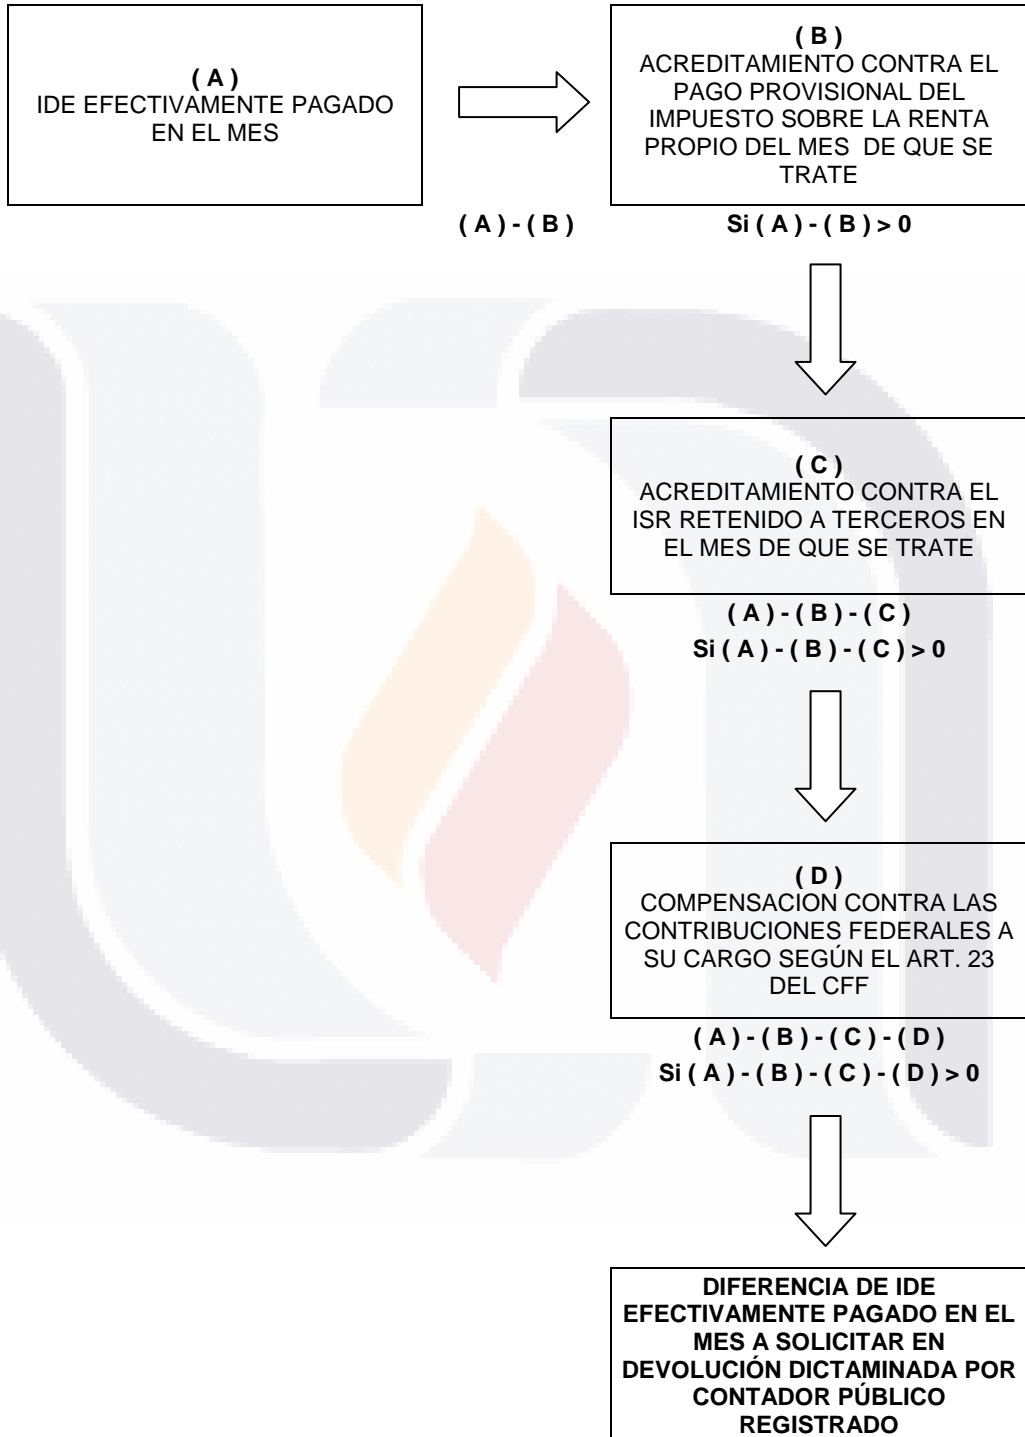 ( A )
IDE EFECTIVAMENTE PAGADO
EN EL MES
( B )
ACREDITAMIENTO CONTRA EL
PAGO PROVISIONAL DEL
IMPUESTO SOBRE LA RENTA
PROPIO DEL MES DE QUE SE
TRATE
( A ) - ( B )
Si ( A ) - ( B ) > 0
( C )
ACREDITAMIENTO CONTRA EL
ISR RETENIDO A TERCEROS EN
EL MES DE QUE SE TRATE
( A ) - ( B ) - ( C )
Si ( A ) - ( B ) - ( C ) > 0
( D )
COMPENSACION CONTRA LAS
CONTRIBUCIONES FEDERALES A
SU CARGO SEGÚN EL ART. 23
DEL CFF
( A ) - ( B ) - ( C ) - ( D )
Si ( A ) - ( B ) - ( C ) - ( D ) > 0
DIFERENCIA DE IDE
EFECTIVAMENTE PAGADO EN EL
MES A SOLICITAR EN
DEVOLUCIÓN DICTAMINADA POR
CONTADOR PÚBLICO
REGISTRADO